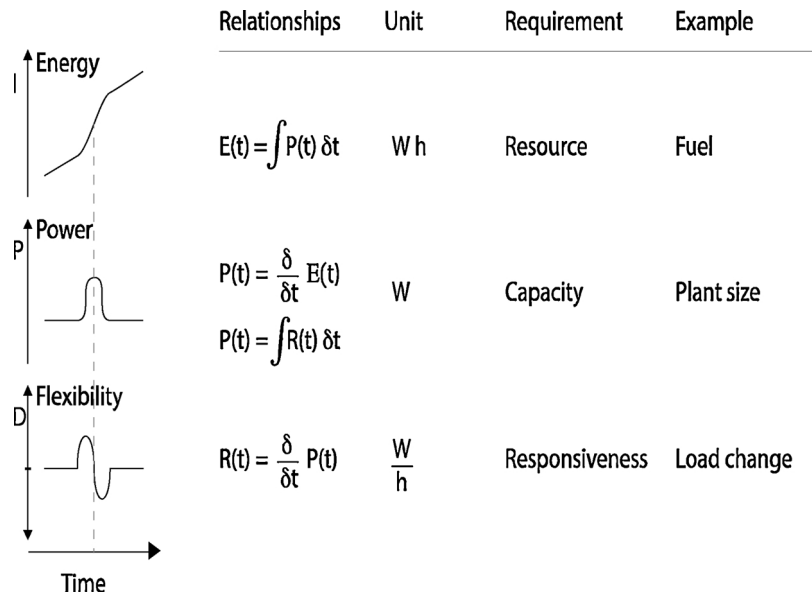 Relationships Unit Requirement Example
I Energy
E(t) = ∫P(t) δt W h Resource Fuel
P Power
P(t) = δ/δt E(t)
W Capacity Plant size
P(t) = ∫R(t) δt
D Flexibility
R(t) = δ/δt P(t) W/h Responsiveness Load change
Time